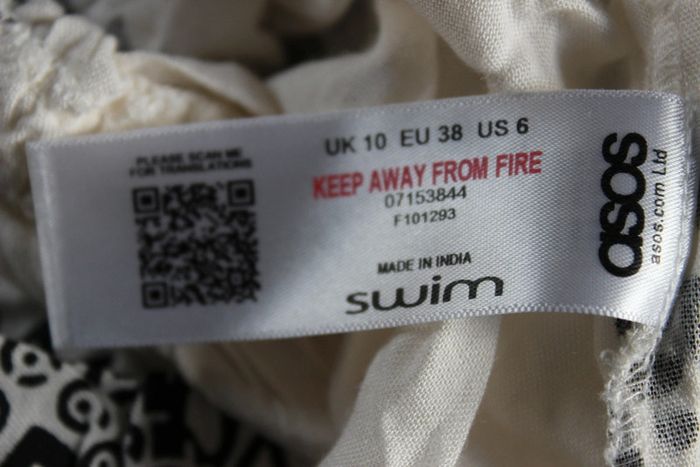 PLEASE SCAN ME
FOR TRANSLATIONS
UK 10 EU 38 US 6
KEEP AWAY FROM FIRE
07153844
F101293
MADE IN INDIA
swim
asos
asos.com Ltd